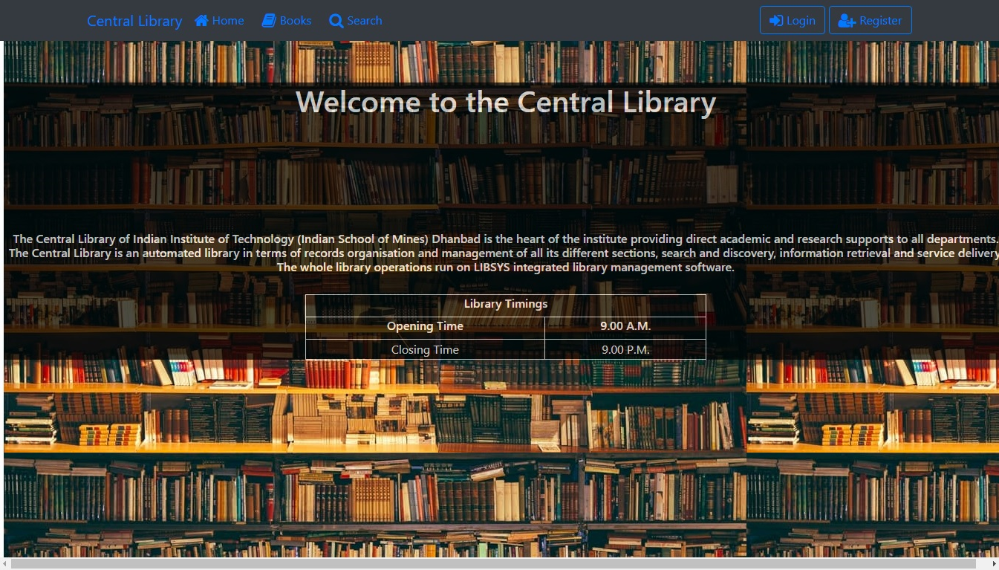 Central Library Home Books Search Login Register
Welcome to the Central Library
The Central Library of Indian Institute of Technology (Indian School of Mines) Dhanbad is the heart of the institute providing direct academic and research supports to all departments.
The Central Library is an automated library in terms of records organisation and management of all its different sections, search and discovery, information retrieval and service delivery
The whole library operations run on LIBSYS integrated library management software.
Library Timings
Opening Time 9.00 A.M.
Closing Time 9.00 P.M.